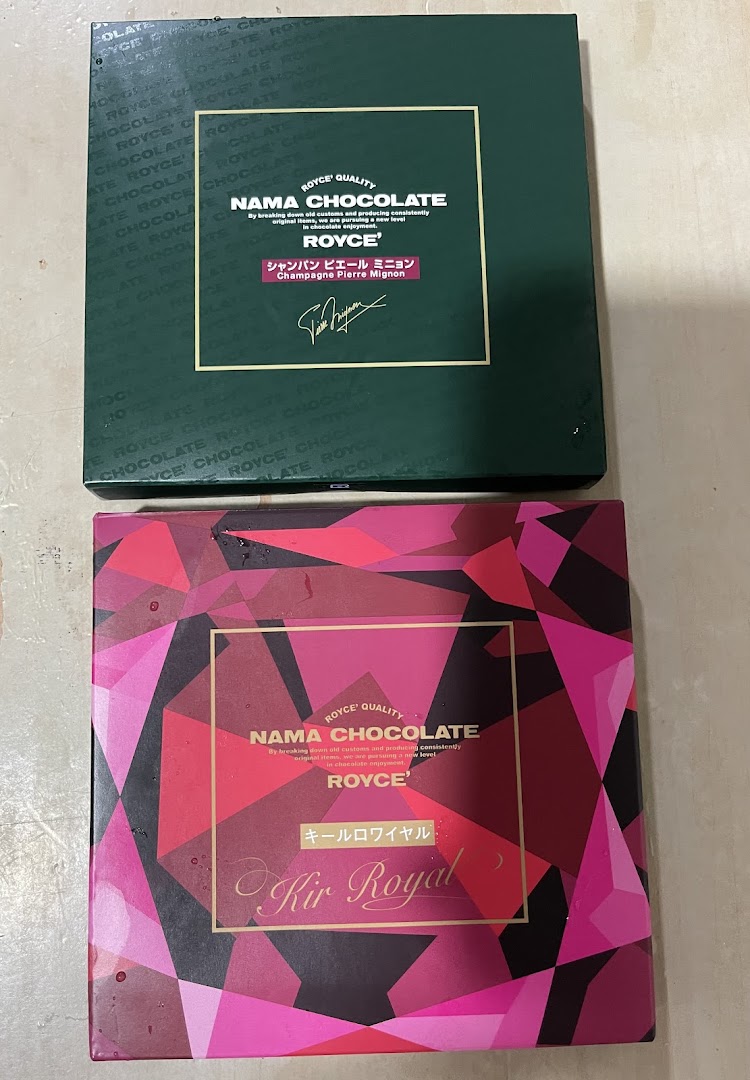 ROYCE' QUALITY
NAMA CHOCOLATE
By breaking down old customs and producing consistently
original items, we are pursuing a new level
in chocolate enjoyment.
ROYCE'
シャンパン ピエール ミニョン
Champagne Pierre Mignon
Pierre Mignon
ROYCE' QUALITY
NAMA CHOCOLATE
By breaking down old customs and producing consistently
original items, we are pursuing a new level
in chocolate enjoyment.
ROYCE'
キールロワイヤル
Kir Royal